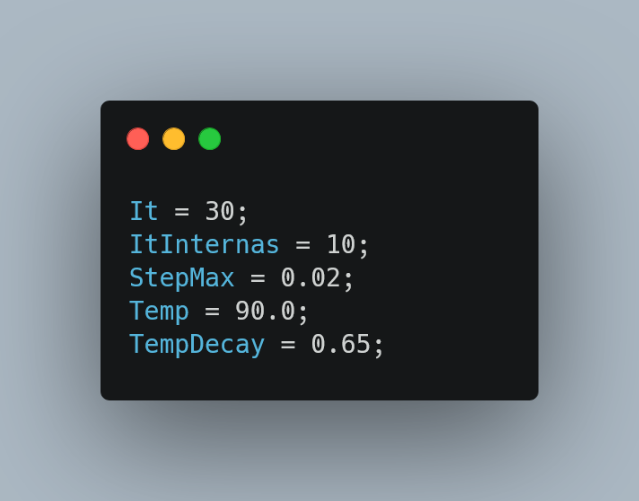 It = 30;
ItInternas = 10;
StepMax = 0.02;
Temp = 90.0;
TempDecay = 0.65;